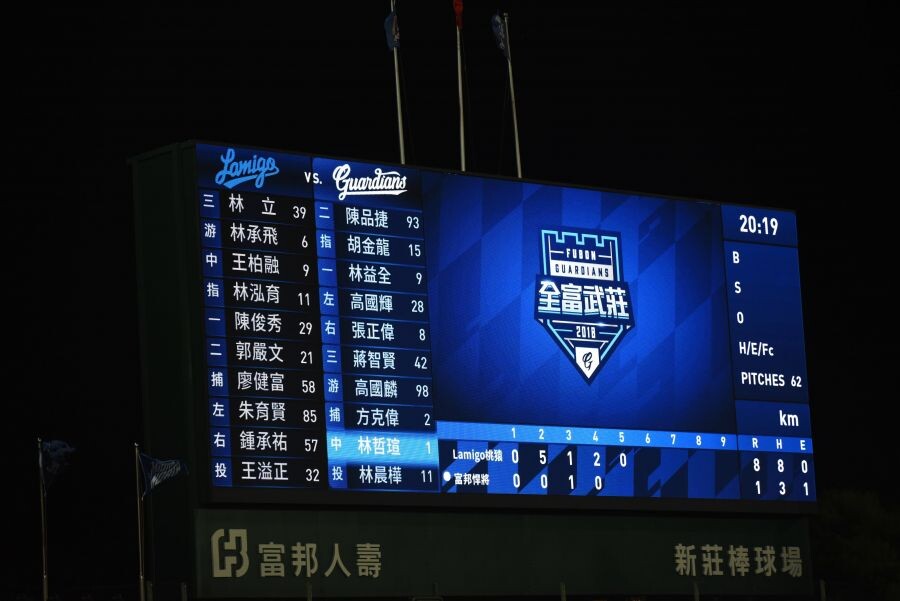 Lamigo vs. Guardians
三 林 立 39
游 林承飛 6
中 王柏融 9
指 林泓育 11
一 陳俊秀 29
二 郭嚴文 21
捕 廖健富 58
左 朱育賢 85
右 鍾承祐 57
投 王溢正 32
二 陳品捷 93
指 胡金龍 15
一 林益全 9
左 高國輝 28
右 張正偉 8
三 蔣智賢 42
游 高國麟 98
捕 方克偉 2
中 林哲瑄 1
投 林晨樺 11
FUBON
GUARDIANS
全富武莊
2018
G
20:19
B
S
O
H/E/Fc
PITCHES 62
km
1 2 3 4 5 6 7 8 9 R H E
Lamigo桃猿 0 5 1 2 0 8 8 0
富邦悍將 0 0 1 0 1 3 1
富邦人壽
新莊棒球場